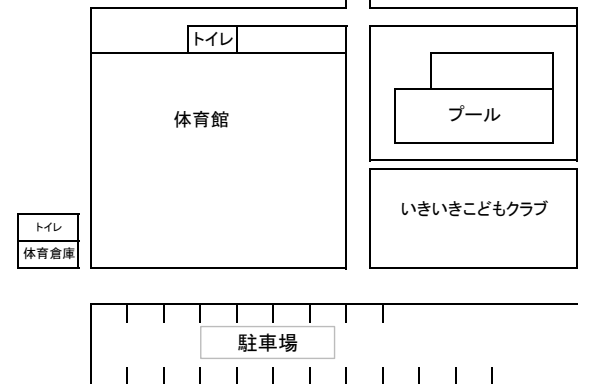 トイレ
体育館
プール
いきいきこどもクラブ
トイレ
体育倉庫
駐車場